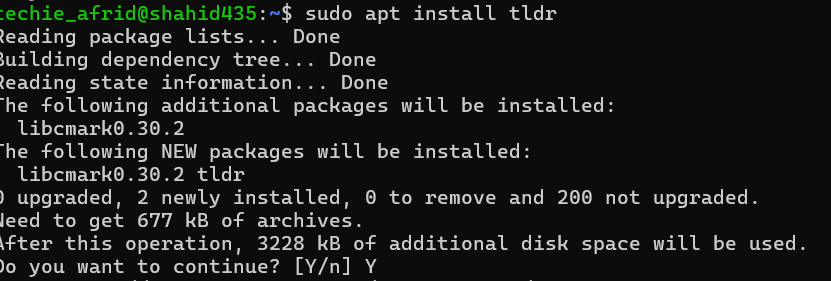 techie_afrid@shahid435:~$ sudo apt install tldr
Reading package lists... Done
Building dependency tree... Done
Reading state information... Done
The following additional packages will be installed:
  libcmark0.30.2
The following NEW packages will be installed:
  libcmark0.30.2 tldr
0 upgraded, 2 newly installed, 0 to remove and 200 not upgraded.
Need to get 677 kB of archives.
After this operation, 3228 kB of additional disk space will be used.
Do you want to continue? [Y/n] Y